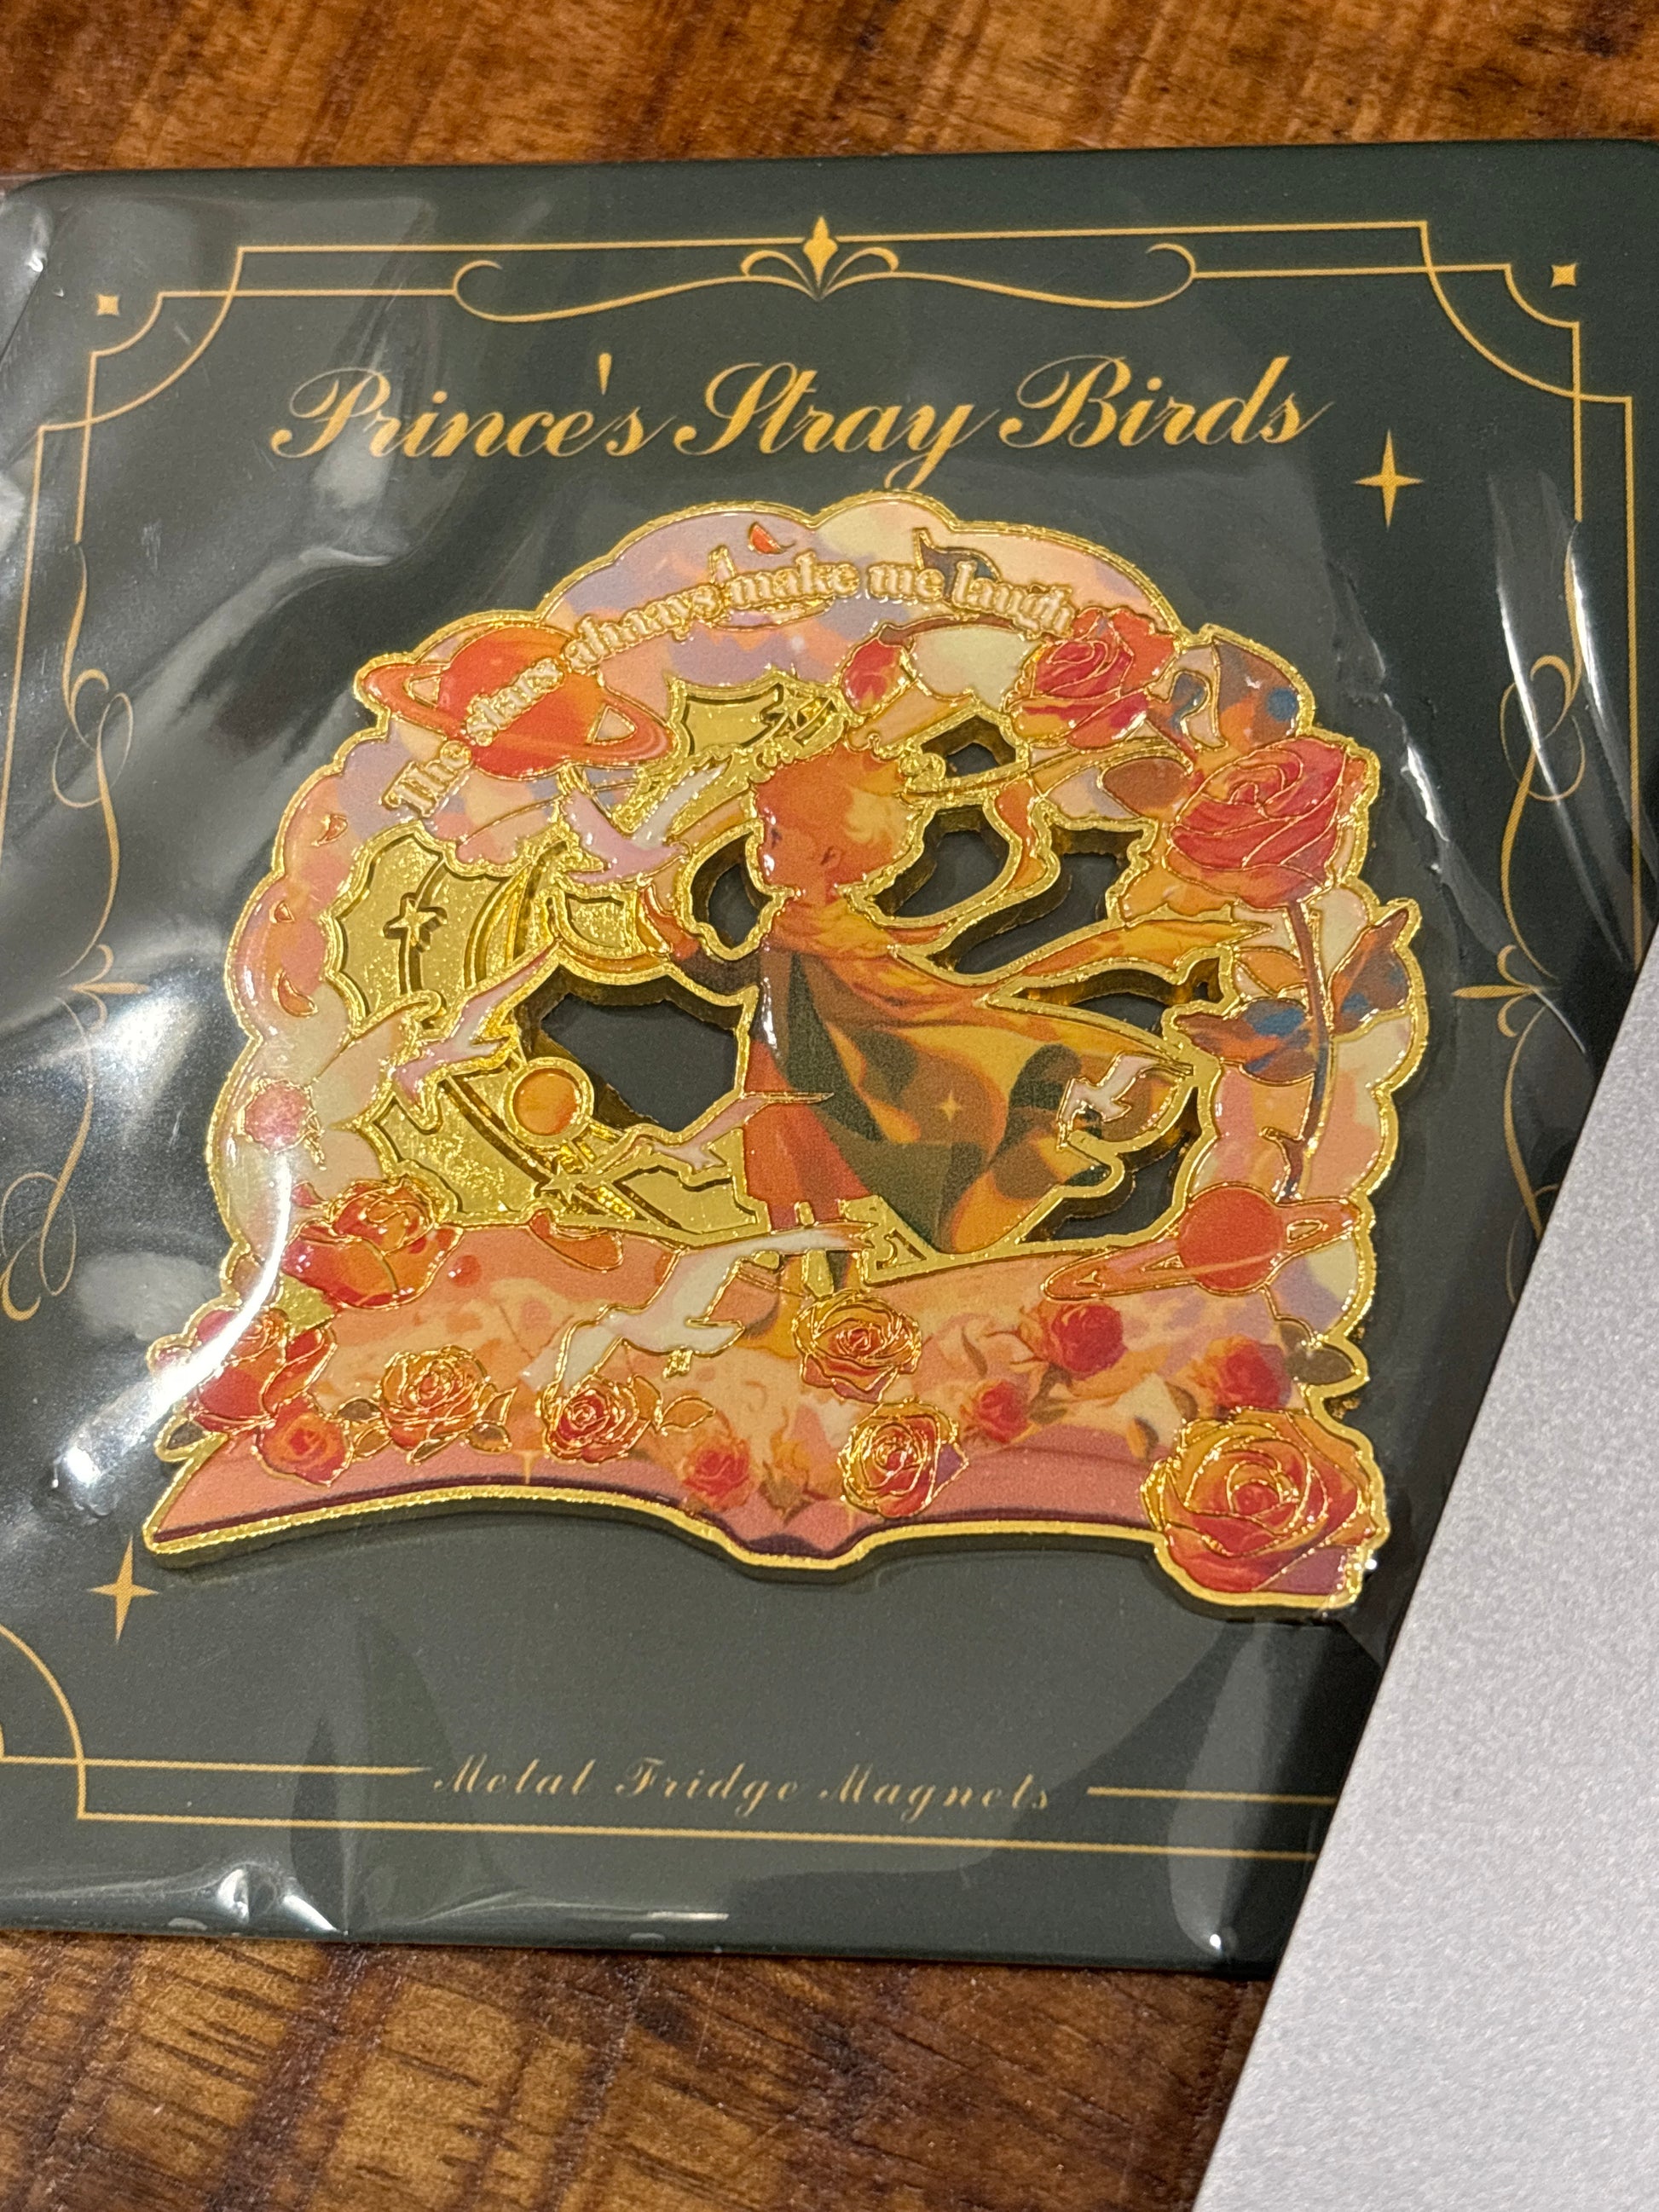 Prince's Stray Birds
The stars always make me laugh
Metal Fridge Magnets